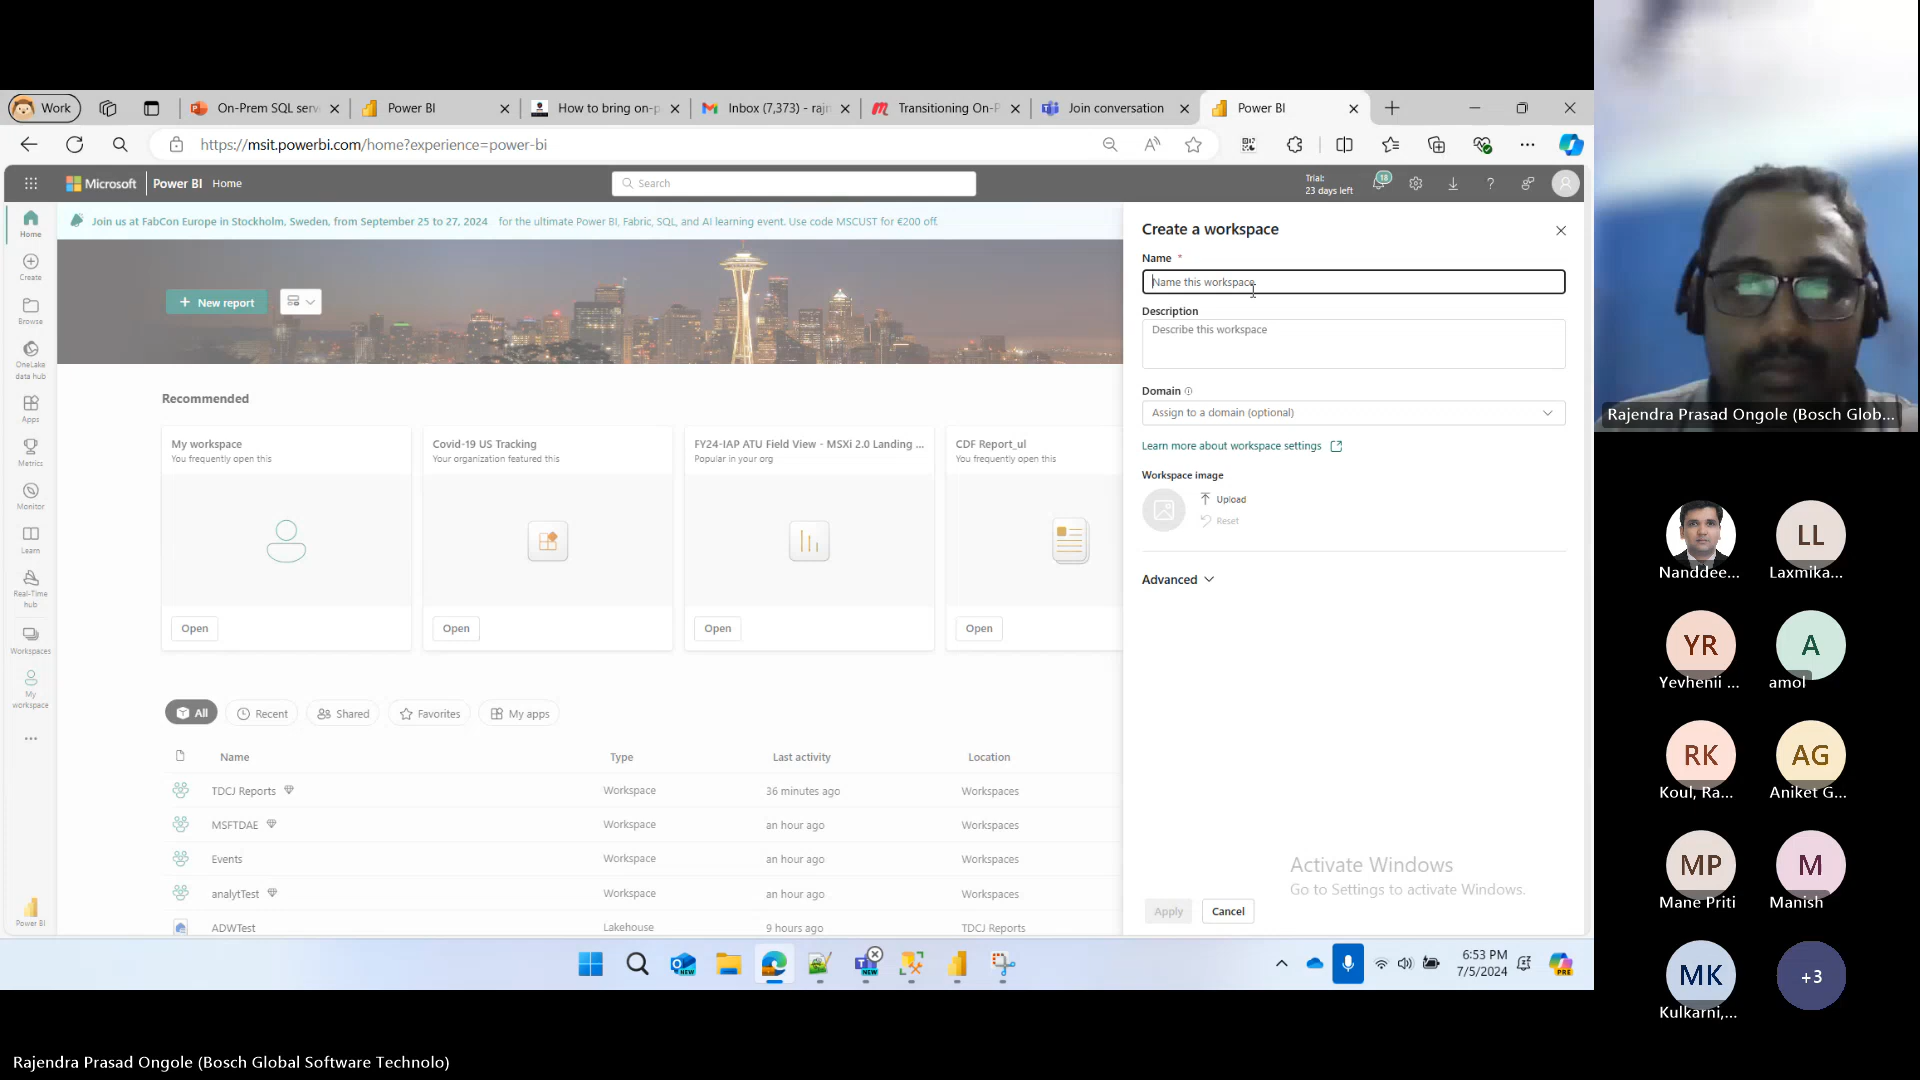 Work
On-Prem SQL serv
Power BI
How to bring on-p
Inbox (7,373) - rajn
Transitioning On-P
Join conversation
Power BI
https://msit.powerbi.com/home?experience=power-bi
Microsoft
Power BI
Home
Search
Trial:
23 days left
18
Join us at FabCon Europe in Stockholm, Sweden, from September 25 to 27, 2024 for the ultimate Power BI, Fabric, SQL, and AI learning event. Use code MSCUST for €200 off.
Home
Create
Browse
OneLake
data hub
Apps
Metrics
Monitor
Learn
Real-Time
hub
Workspaces
My
workspace
Power BI
+ New report
Recommended
My workspace
You frequently open this
Open
Covid-19 US Tracking
Your organization featured this
Open
FY24-IAP ATU Field View - MSXi 2.0 Landing ...
Popular in your org
Open
CDF Report_ul
You frequently open this
Open
All
Recent
Shared
Favorites
My apps
Name Type Last activity Location
TDCJ Reports Workspace 36 minutes ago Workspaces
MSFTDAE Workspace an hour ago Workspaces
Events Workspace an hour ago Workspaces
analytTest Workspace an hour ago Workspaces
ADWTest Lakehouse 9 hours ago TDCJ Reports
Create a workspace
Name *
Name this workspace
Description
Describe this workspace
Domain
Assign to a domain (optional)
Learn more about workspace settings
Workspace image
Upload
Reset
Advanced
Activate Windows
Go to Settings to activate Windows.
Apply
Cancel
NEW
NEW
6:53 PM
7/5/2024
PRE
Rajendra Prasad Ongole (Bosch Glob...
Nanddee...
LL
Laxmika...
YR
Yevhenii ...
A
amol
RK
Koul, Ra...
AG
Aniket G...
MP
Mane Priti
M
Manish
MK
Kulkarni,...
+3
Rajendra Prasad Ongole (Bosch Global Software Technolo)